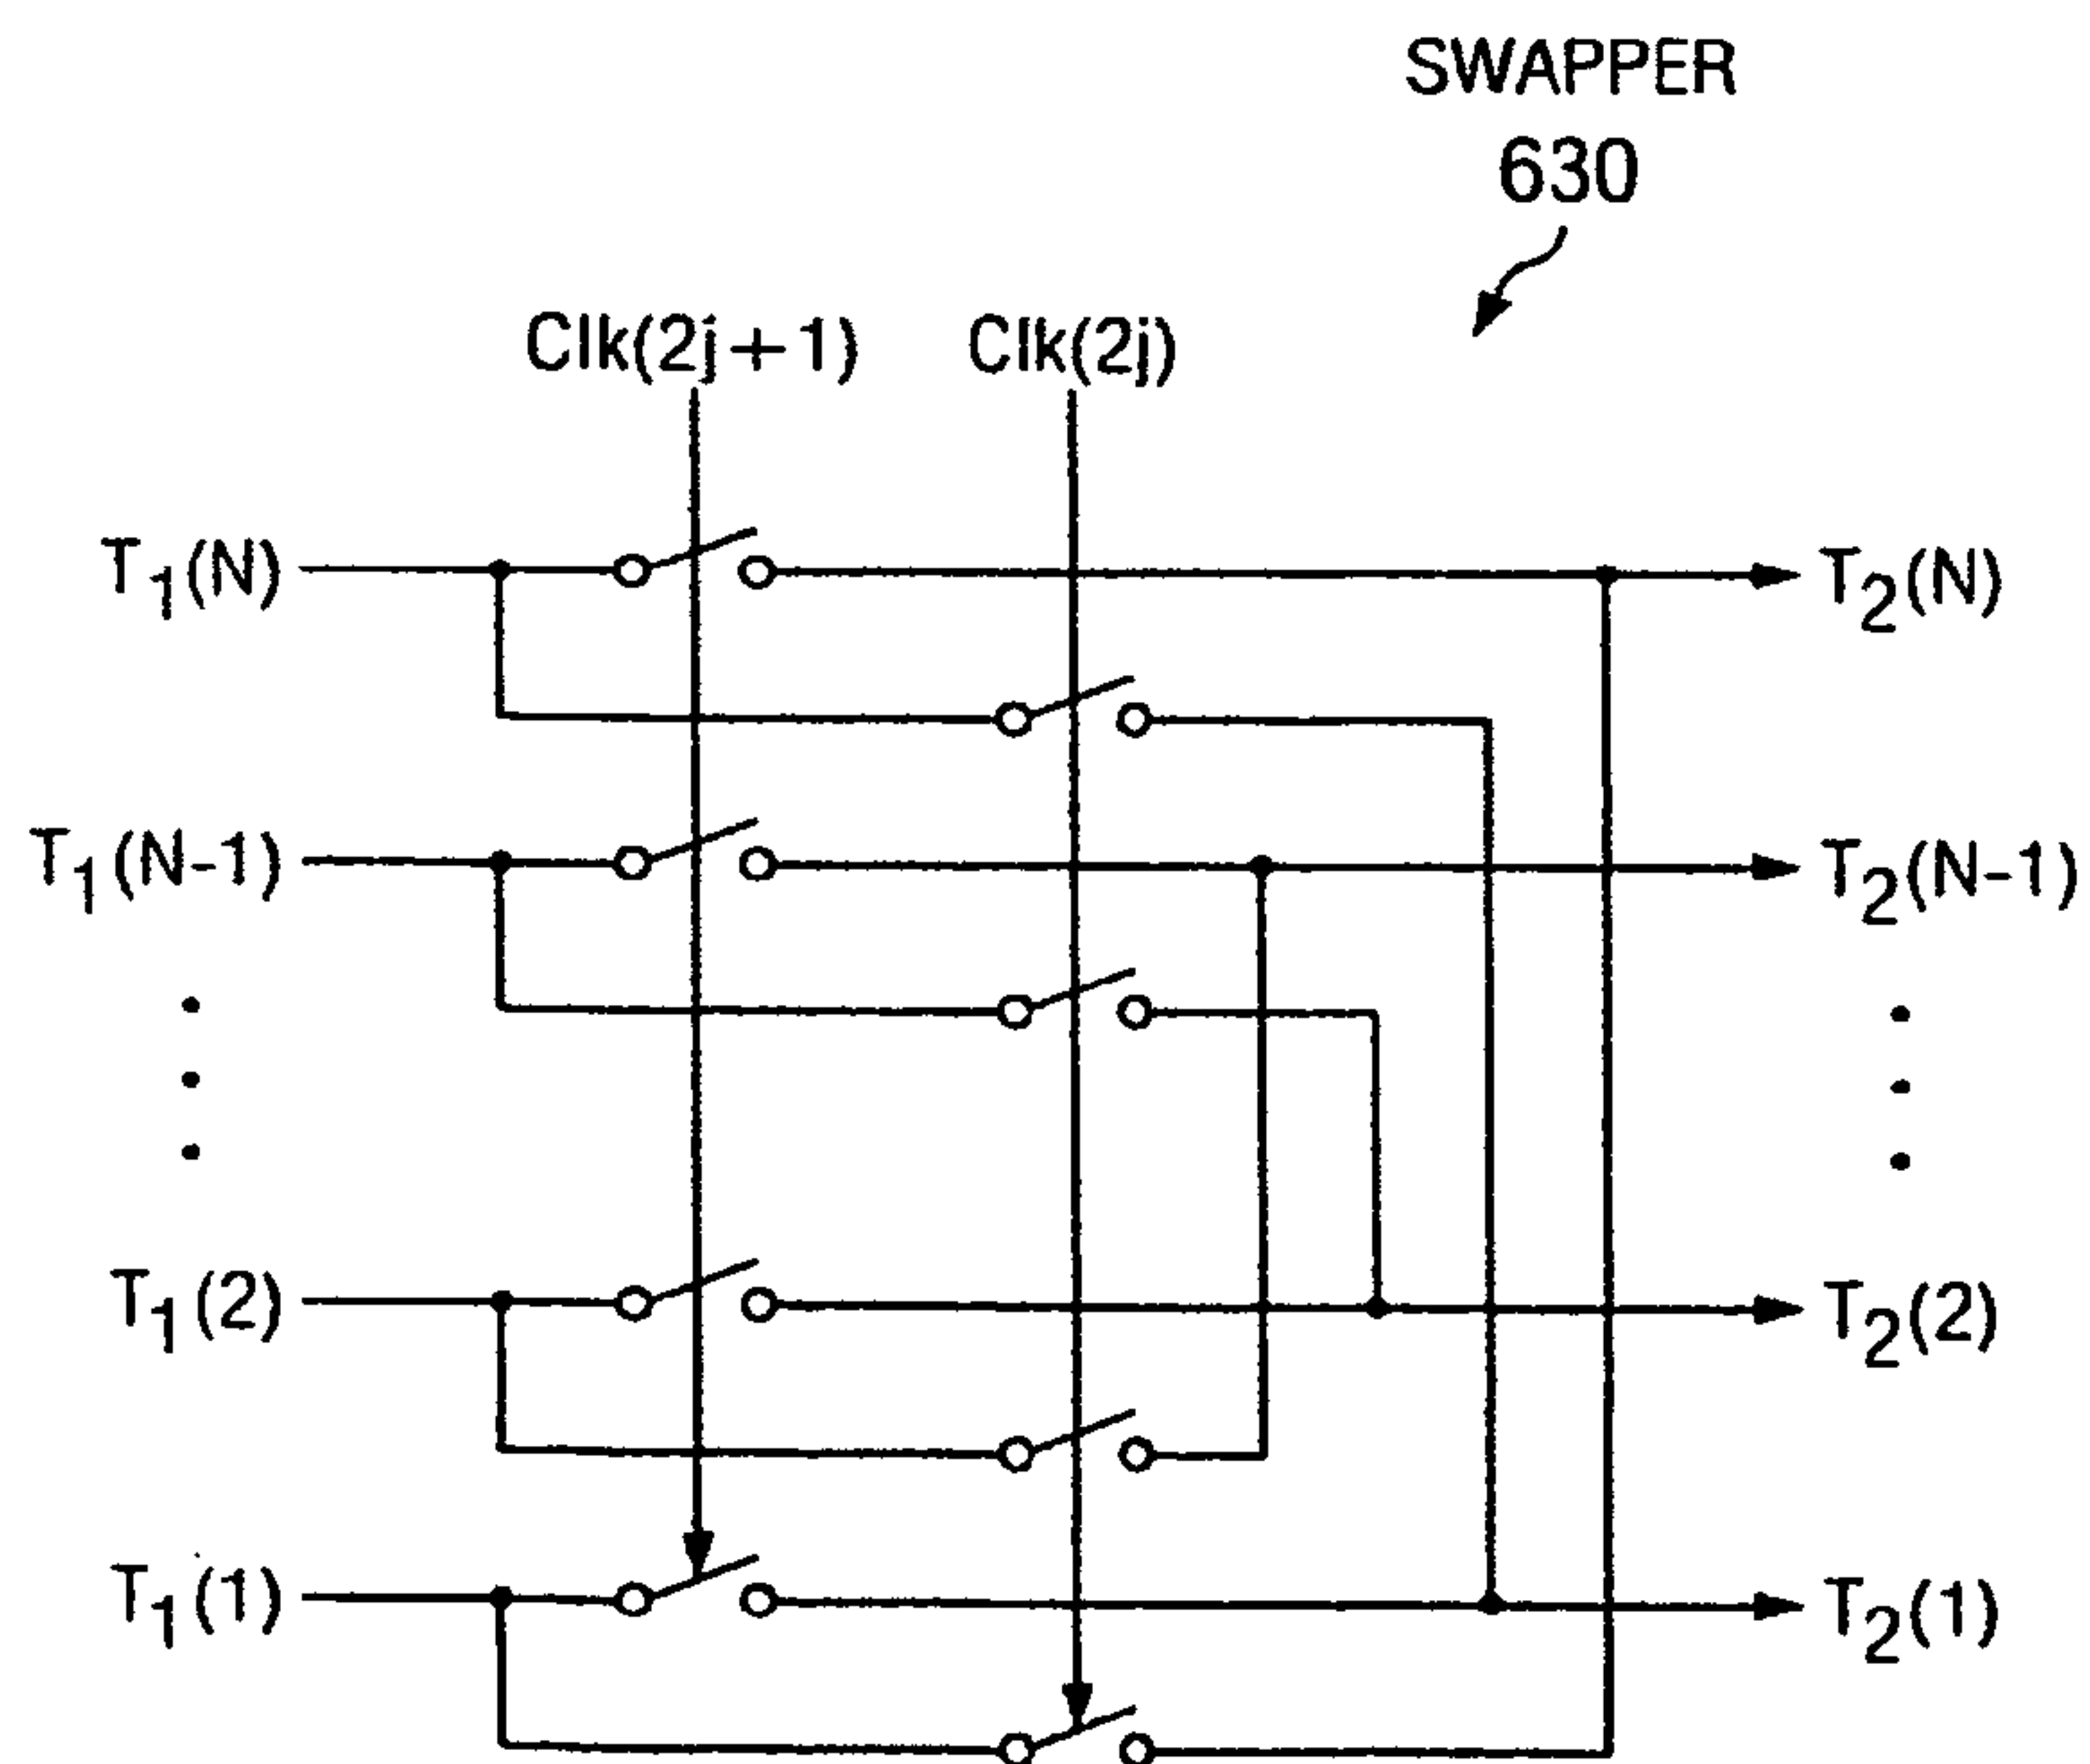 SWAPPER
630
Clk(2j+1) Clk(2j)
T1(N) T2(N)
T1(N-1) T2(N-1)
T1(2) T2(2)
T1(1) T2(1)